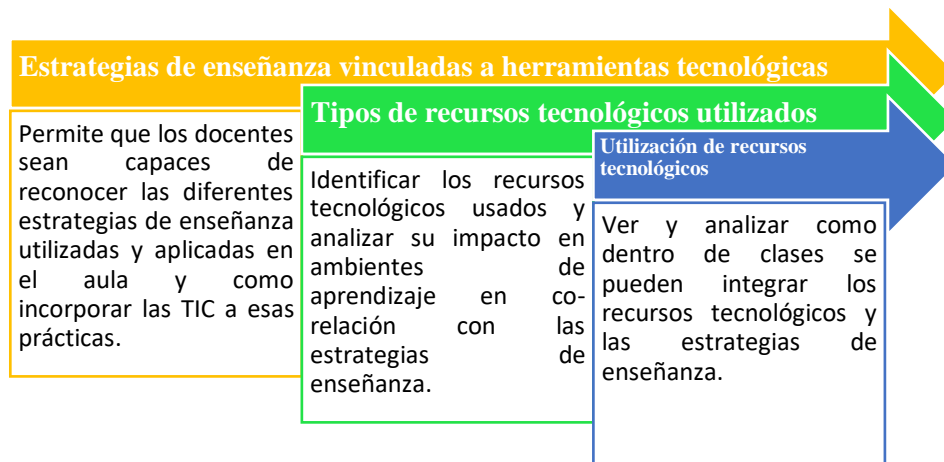 Estrategias de enseñanza vinculadas a herramientas tecnológicas
Permite que los docentes
sean capaces de
reconocer las diferentes
estrategias de enseñanza
utilizadas y aplicadas en
el aula y como
incorporar las TIC a esas
prácticas.
Tipos de recursos tecnológicos utilizados
Identificar los recursos
tecnológicos usados y
analizar su impacto en
ambientes de
aprendizaje en co-
relación con las
estrategias de
enseñanza.
Utilización de recursos
tecnológicos
Ver y analizar como
dentro de clases se
pueden integrar los
recursos tecnológicos y
las estrategias de
enseñanza.